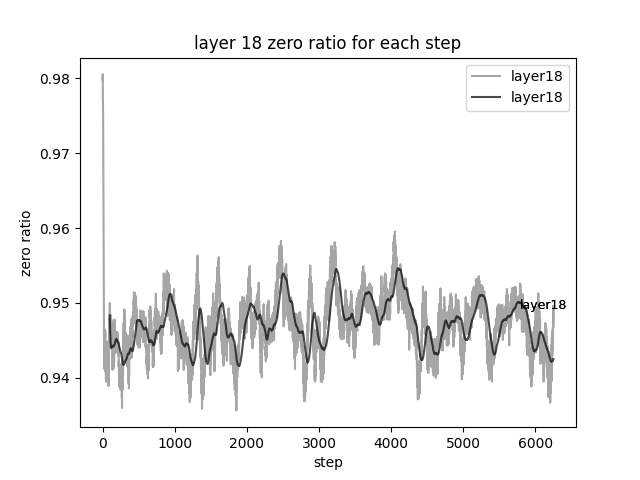 layer 18 zero ratio for each step
layer18
layer18
zero ratio
0.98
0.97
0.96
0.95
0.94
layer18
0 1000 2000 3000 4000 5000 6000
step